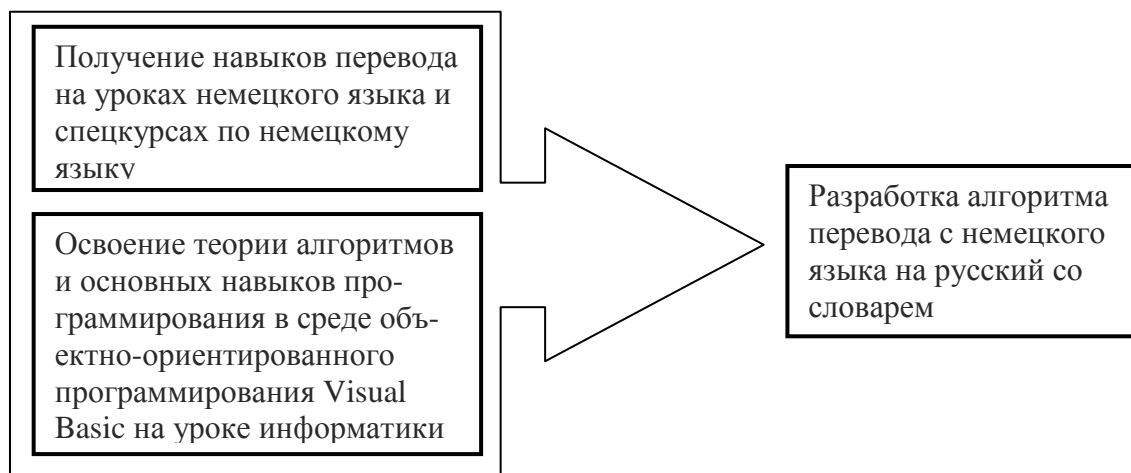 Получение навыков перевода
на уроках немецкого языка и
спецкурсах по немецкому
языку
Освоение теории алгоритмов
и основных навыков про-
граммирования в среде объ-
ектно-ориентированного
программирования Visual
Basic на уроке информатики
Разработка алгоритма
перевода с немецкого
языка на русский со
словарем